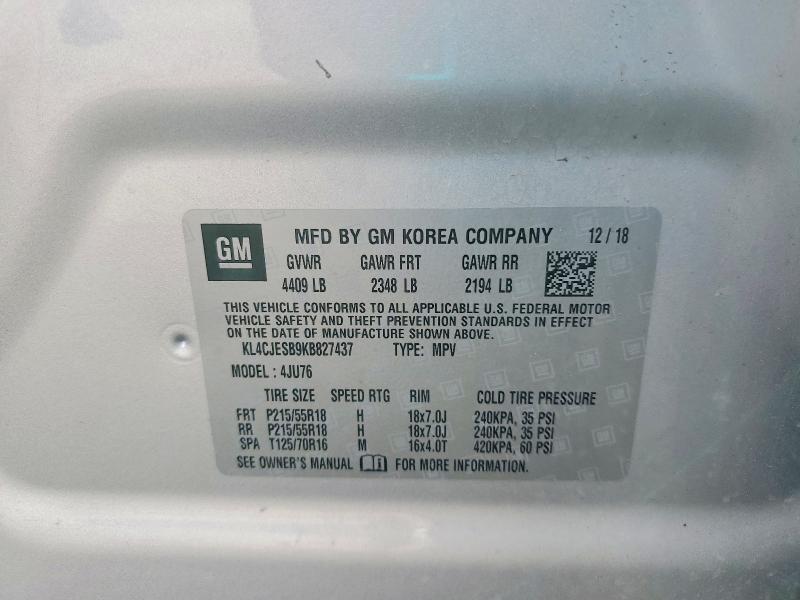 GM MFD BY GM KOREA COMPANY 12 / 18
GVWR GAWR FRT GAWR RR
4409 LB 2348 LB 2194 LB
THIS VEHICLE CONFORMS TO ALL APPLICABLE U.S. FEDERAL MOTOR
VEHICLE SAFETY AND THEFT PREVENTION STANDARDS IN EFFECT
ON THE DATE OF MANUFACTURE SHOWN ABOVE.
KL4CJESB9KB827437 TYPE: MPV
MODEL : 4JU76
TIRE SIZE SPEED RTG RIM COLD TIRE PRESSURE
FRT P215/55R18 H 18x7.0J 240KPA, 35 PSI
RR P215/55R18 H 18x7.0J 240KPA, 35 PSI
SPA T125/70R16 M 16x4.0T 420KPA, 60 PSI
SEE OWNER'S MANUAL FOR MORE INFORMATION.